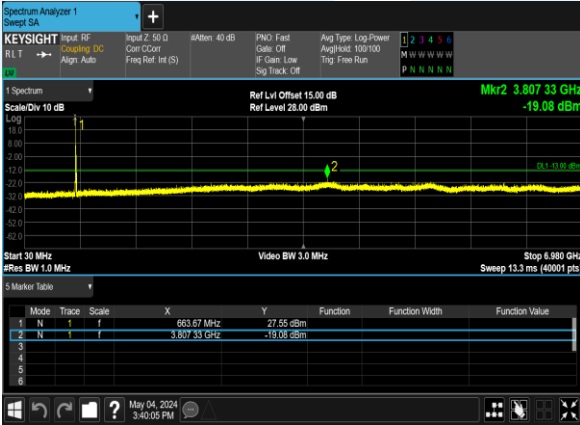 Spectrum Analyzer 1
Swept SA
+
KEYSIGHT Input: RF Input Z: 50 Ω #Atten: 40 dB PNO: Fast Avg Type: Log-Power 1 2 3 4 5 6
RLT Coupling: DC Corr CCorr Gate: Off Avg|Hold: 100/100 M W W W W W
Align: Auto Freq Ref: Int (S) IF Gain: Low Trig: Free Run
Sig Track: Off P N N N N N
LW
1 Spectrum Ref Lvl Offset 15.00 dB Mkr2 3.807 33 GHz
Scale/Div 10 dB Ref Level 28.00 dBm -19.08 dBm
Log
1
18.0
8.00
-2.00
2
-12.0 DL1 -13.00 dBm
-22.0
-32.0
-42.0
-52.0
-62.0
Start 30 MHz Video BW 3.0 MHz Stop 6.980 GHz
#Res BW 1.0 MHz Sweep 13.3 ms (40001 pts
5 Marker Table
Mode Trace Scale X Y Function Function Width Function Value
1 N 1 f 663.67 MHz 27.55 dBm
2 N 1 f 3.807 33 GHz -19.08 dBm
3
4
5
6
? May 04, 2024
3:40:05 PM